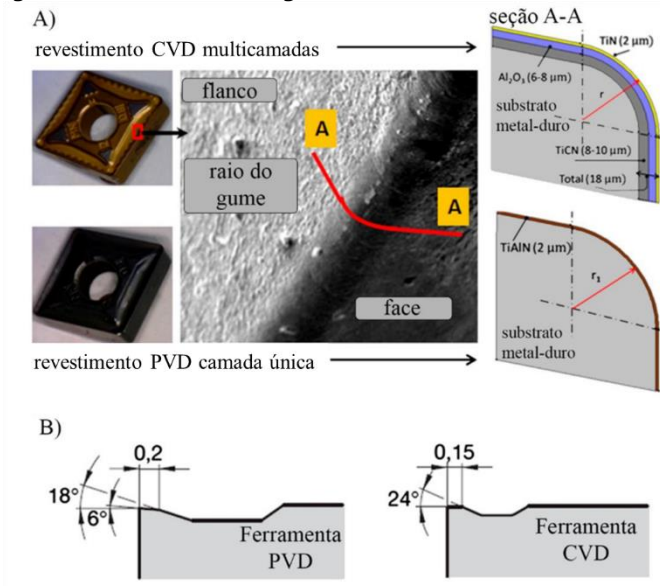 A)
seção A-A
revestimento CVD multicamadas
TiN (2 µm)
flanco
A
Al₂O₃ (6-8 µm)
r
substrato
metal-duro
raio do
gume
A
TiCN (8-10 µm)
Total (18 µm)
TiAlN (2 µm)
r₁
face
substrato
metal-duro
revestimento PVD camada única
B)
0,2
0,15
18°
6°
24°
Ferramenta
PVD
Ferramenta
CVD